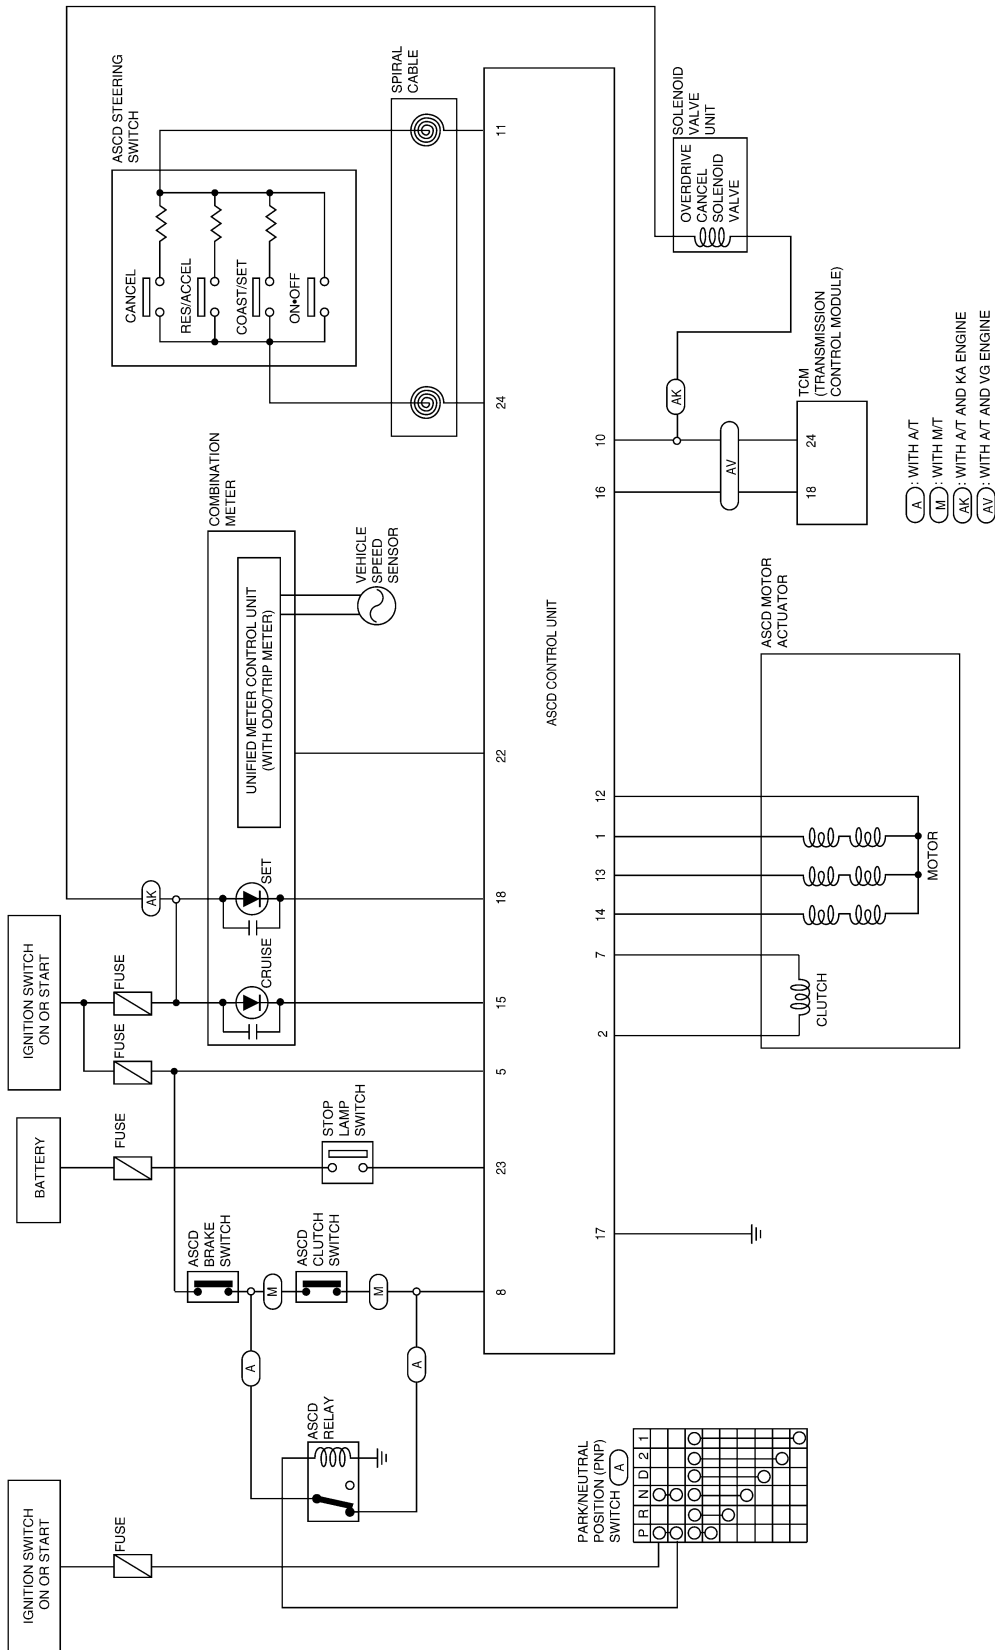 IGNITION SWITCH
ON OR START
FUSE
BATTERY
FUSE
IGNITION SWITCH
ON OR START
FUSE
FUSE
AK
ASCD STEERING
SWITCH
CANCEL
RES/ACCEL
COAST/SET
ON•OFF
SPIRAL
CABLE
COMBINATION
METER
UNIFIED METER CONTROL UNIT
(WITH ODO/TRIP METER)
CRUISE
SET
VEHICLE
SPEED
SENSOR
STOP
LAMP
SWITCH
ASCD
BRAKE
SWITCH
M
ASCD
CLUTCH
SWITCH
M
A
A
ASCD
RELAY
8
23
5
15
18
22
24
11
ASCD CONTROL UNIT
17
2
7
14
13
1
12
16
10
PARK/NEUTRAL
POSITION (PNP)
SWITCH
A
P R N D 2 1
ASCD MOTOR
ACTUATOR
CLUTCH
MOTOR
AV
AK
TCM
(TRANSMISSION
CONTROL MODULE)
18
24
SOLENOID
VALVE
UNIT
OVERDRIVE
CANCEL
SOLENOID
VALVE
A : WITH A/T
M : WITH M/T
AK : WITH A/T AND KA ENGINE
AV : WITH A/T AND VG ENGINE